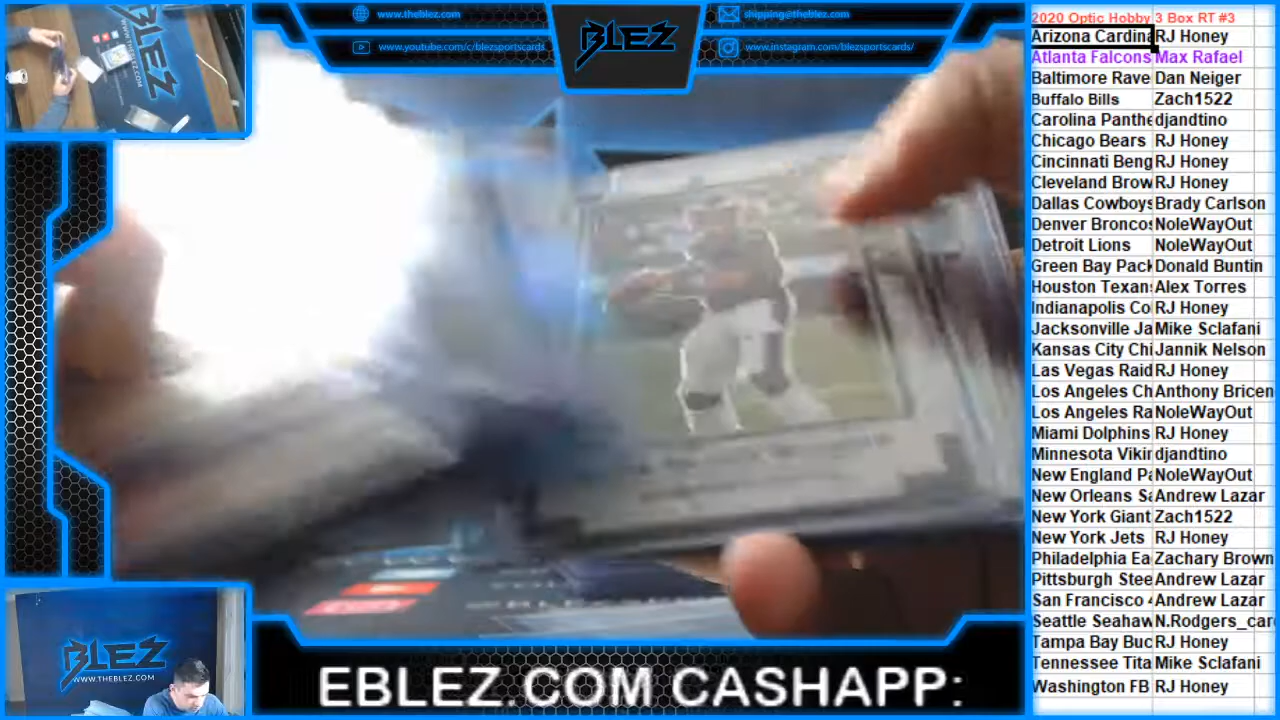 www.theblez.com
www.youtube.com/c/blezsportscards
BLEZ
shipping@theblez.com
www.instagram.com/blezsportscards/
2020 Optic Hobby 3 Box RT #3
Arizona Cardina RJ Honey
Atlanta Falcons Max Rafael
Baltimore Rave Dan Neiger
Buffalo Bills Zach1522
Carolina Panthe djandtino
Chicago Bears RJ Honey
Cincinnati Beng RJ Honey
Cleveland Brow RJ Honey
Dallas Cowboys Brady Carlson
Denver Broncos NoleWayOut
Detroit Lions NoleWayOut
Green Bay Pack Donald Buntin
Houston Texans Alex Torres
Indianapolis Co RJ Honey
Jacksonville Ja Mike Sclafani
Kansas City Chi Jannik Nelson
Las Vegas Raid RJ Honey
Los Angeles Ch Anthony Bricen
Los Angeles Ra NoleWayOut
Miami Dolphins RJ Honey
Minnesota Vikin djandtino
New England Pa NoleWayOut
New Orleans Sa Andrew Lazar
New York Giant Zach1522
New York Jets RJ Honey
Philadelphia Ea Zachary Brown
Pittsburgh Stee Andrew Lazar
San Francisco 4 Andrew Lazar
Seattle Seahaw N.Rodgers_car
Tampa Bay Buc RJ Honey
Tennessee Tita Mike Sclafani
Washington FB RJ Honey
BLEZ
WWW.THEBLEZ.COM
EBLEZ.COM CASHAPP: